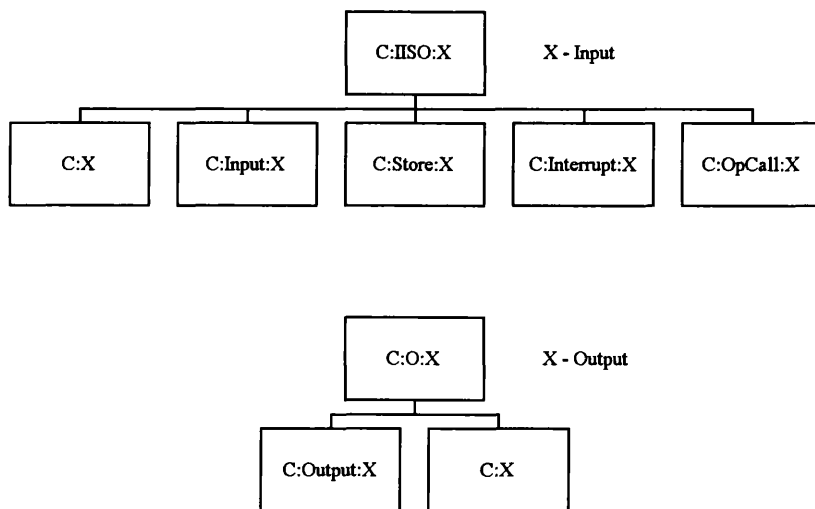 C:IISO:X
X - Input
C:X
C:Input:X
C:Store:X
C:Interrupt:X
C:OpCall:X
C:O:X
X - Output
C:Output:X
C:X